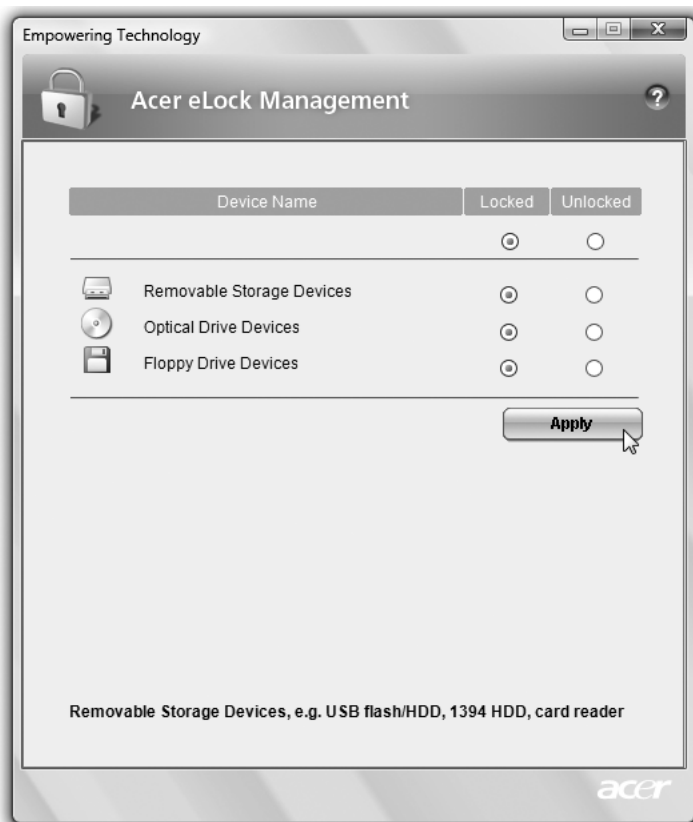 Empowering Technology
Acer eLock Management
Device Name Locked Unlocked
Removable Storage Devices
Optical Drive Devices
Floppy Drive Devices
Apply
Removable Storage Devices, e.g. USB flash/HDD, 1394 HDD, card reader
acer